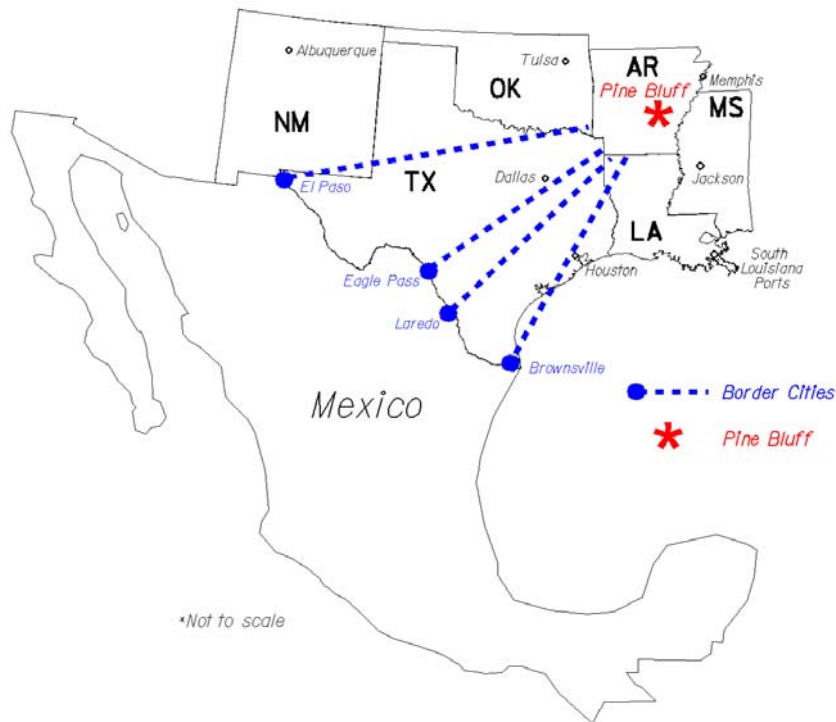 Albuquerque
Tulsa
AR
Memphis
OK
Pine Bluff
MS
NM
Dallas
TX
Jackson
El Paso
LA
Eagle Pass
Houston
South
Louisiana
Ports
Laredo
Brownsville
Mexico
Border Cities
Pine Bluff
*Not to scale